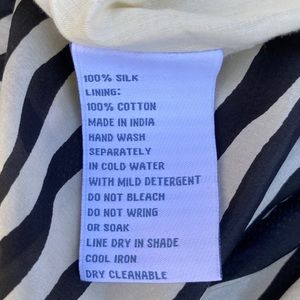 100% SILK
LINING:
100% COTTON
MADE IN INDIA
HAND WASH
SEPARATELY
IN COLD WATER
WITH MILD DETERGENT
DO NOT BLEACH
DO NOT WRING
OR SOAK
LINE DRY IN SHADE
COOL IRON
DRY CLEANABLE